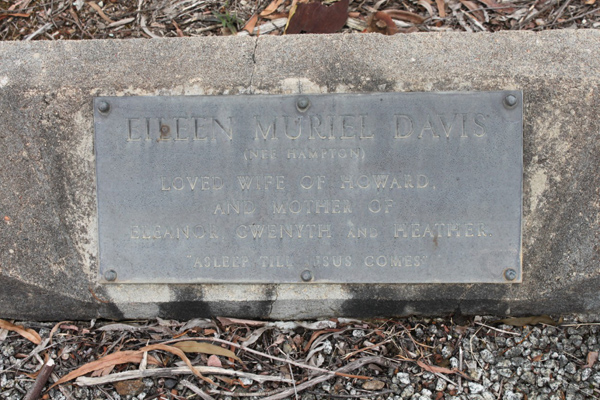 EILEEN MURIEL DAVIS
(NEE HAMPTON)
LOVED WIFE OF HOWARD,
AND MOTHER OF
ELEANOR, GWENYTH AND HEATHER.
"ASLEEP TILL JESUS COMES"